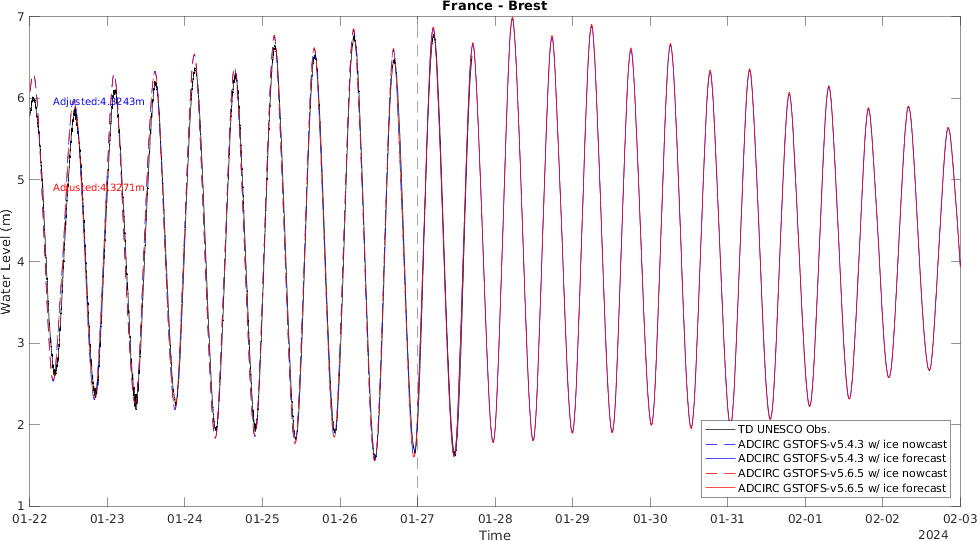 France - Brest
7
6
5
4
3
2
1
Water Level (m)
Adjusted:4.3243m
Adjusted:4.3271m
TD UNESCO Obs.
ADCIRC GSTOFS-v5.4.3 w/ ice nowcast
ADCIRC GSTOFS-v5.4.3 w/ ice forecast
ADCIRC GSTOFS-v5.6.5 w/ ice nowcast
ADCIRC GSTOFS-v5.6.5 w/ ice forecast
01-22 01-23 01-24 01-25 01-26 01-27 01-28 01-29 01-30 01-31 02-01 02-02 02-03
Time
2024